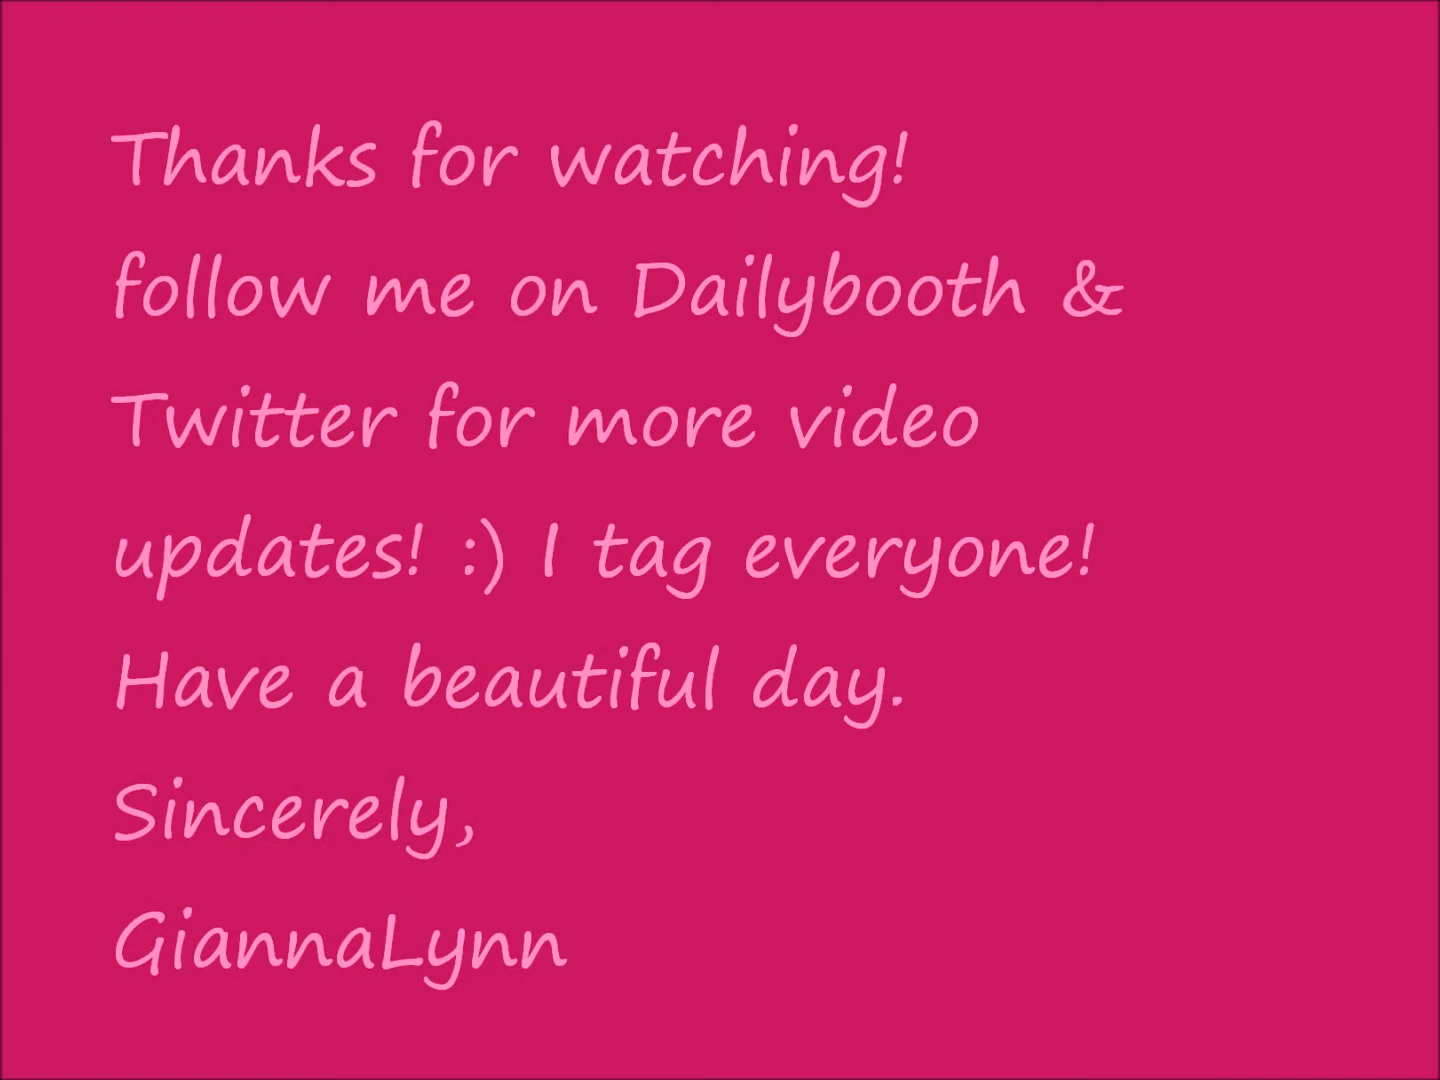 Thanks for watching!
follow me on Dailybooth &
Twitter for more video
updates! :) I tag everyone!
Have a beautiful day.
Sincerely,
GiannaLynn